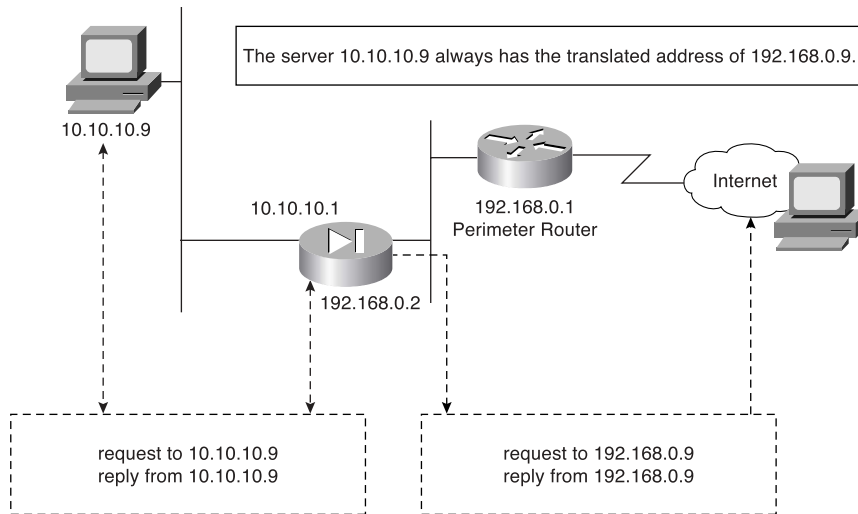 The server 10.10.10.9 always has the translated address of 192.168.0.9.
10.10.10.9
Internet
10.10.10.1
192.168.0.1
Perimeter Router
192.168.0.2
request to 10.10.10.9
reply from 10.10.10.9
request to 192.168.0.9
reply from 192.168.0.9